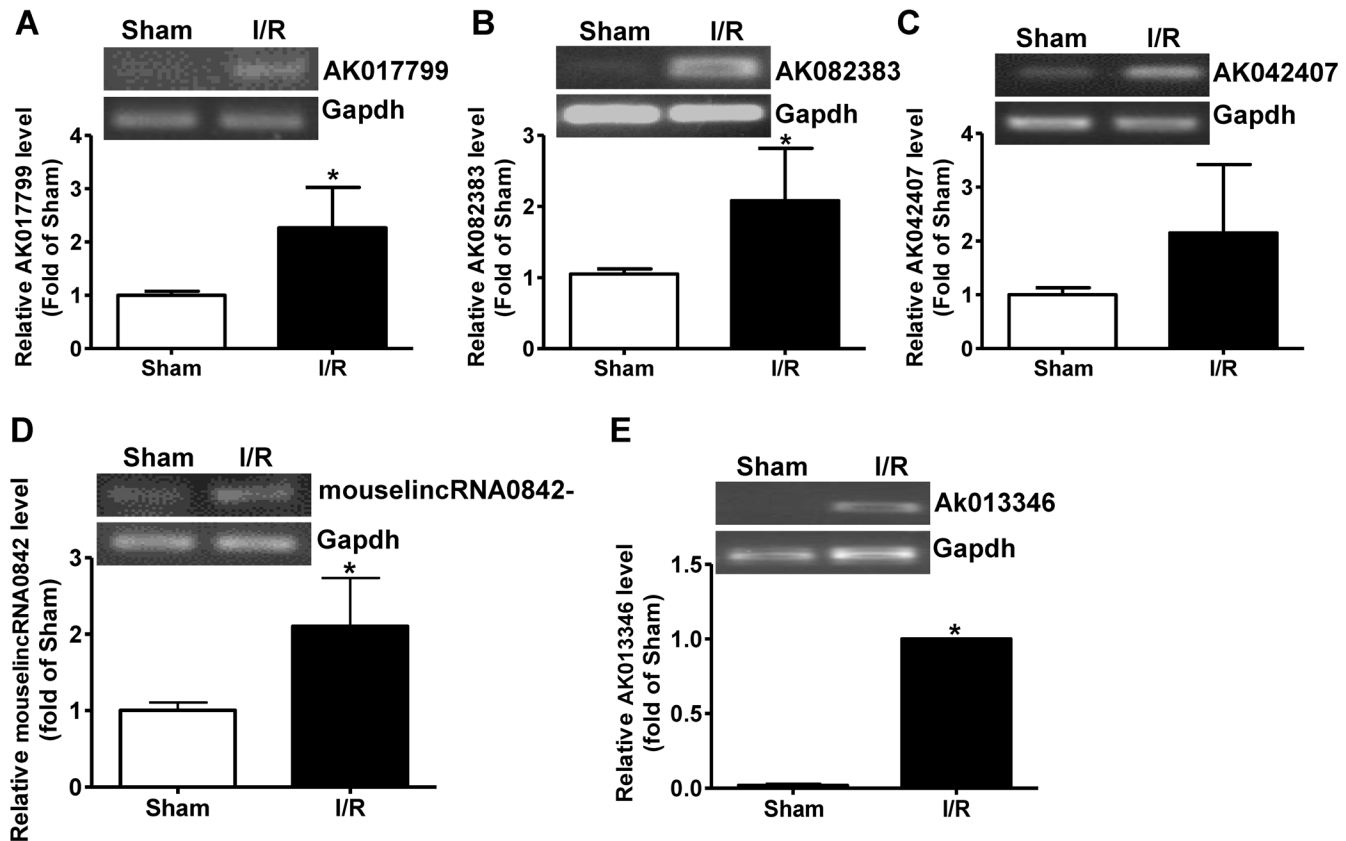 A
Sham I/R
AK017799
Gapdh
Relative AK017799 level
(Fold of Sham)
4
3
2
1
0
*
Sham I/R
B
Sham I/R
AK082383
Gapdh
Relative AK082383 level
(Fold of Sham)
3
2
1
0
*
Sham I/R
C
Sham I/R
AK042407
Gapdh
Relative AK042407 level
(Fold of Sham)
4
3
2
1
0
Sham I/R
D
Sham I/R
mouselincRNA0842-
Gapdh
Relative mouselincRNA0842 level
(fold of Sham)
3
2
1
0
*
Sham I/R
E
Sham I/R
Ak013346
Gapdh
Relative AK013346 level
(fold of Sham)
1.5
1.0
0.5
0.0
*
Sham I/R